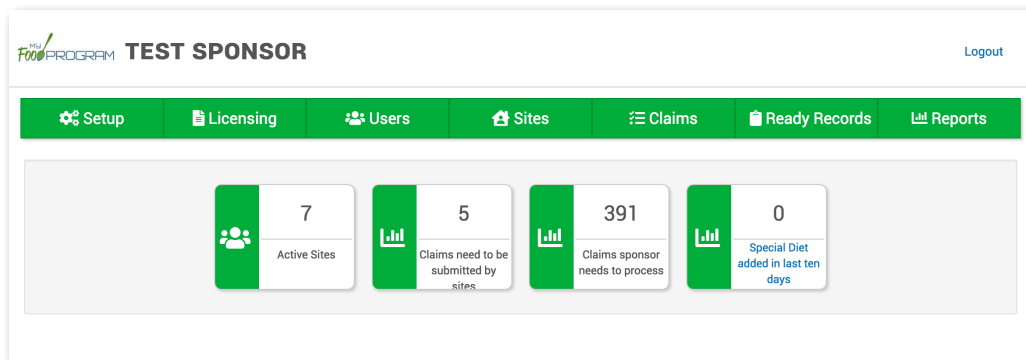 MY
FOOD PROGRAM TEST SPONSOR
Logout
Setup Licensing Users Sites Claims Ready Records Reports
7
Active Sites
5
Claims need to be
submitted by
sites
391
Claims sponsor
needs to process
0
Special Diet
added in last ten
days